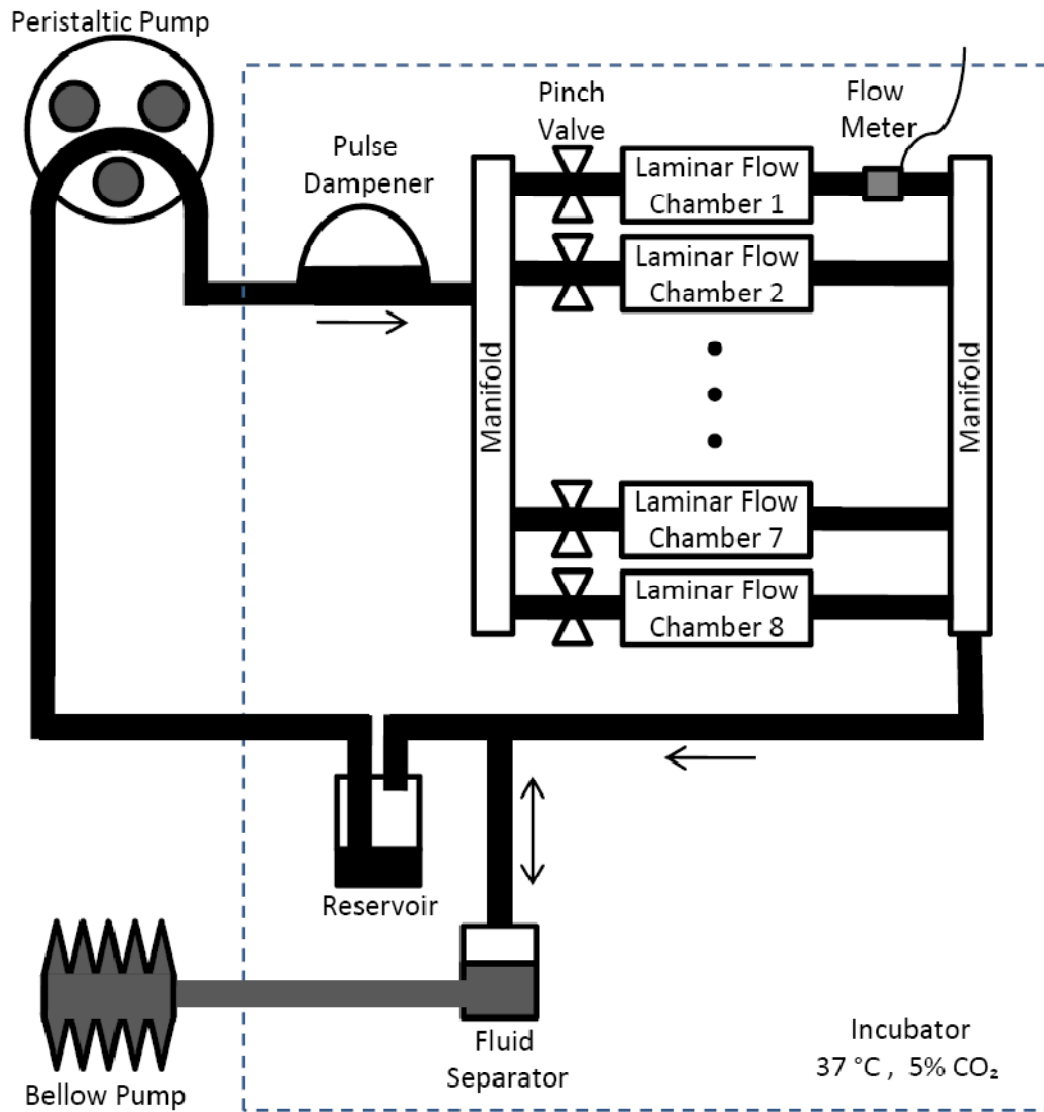 Peristaltic Pump
Pulse
Dampener
Pinch
Valve
Flow
Meter
Manifold
Laminar Flow
Chamber 1
Laminar Flow
Chamber 2
Laminar Flow
Chamber 7
Laminar Flow
Chamber 8
Manifold
Reservoir
Bellow Pump
Fluid
Separator
Incubator
37 °C , 5% CO₂